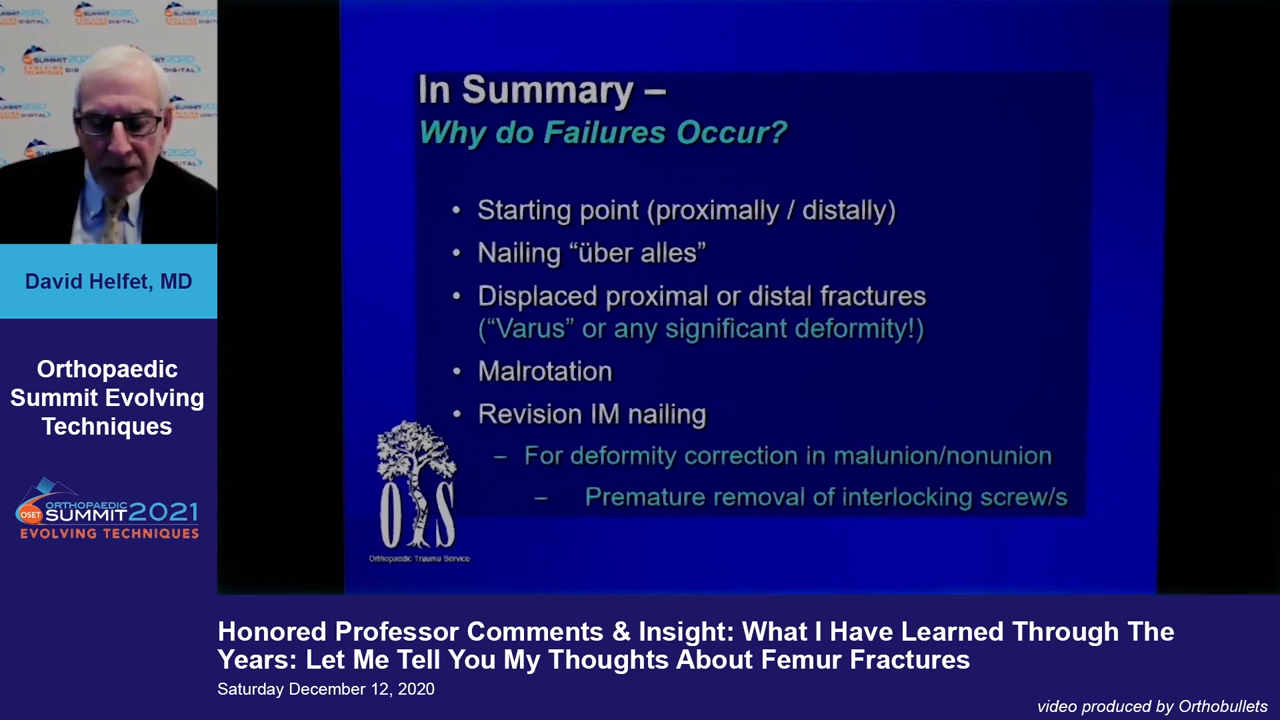 David Helfet, MD
Orthopaedic
Summit Evolving
Techniques
OSET
ORTHOPAEDIC
SUMMIT2021
EVOLVING TECHNIQUES
In Summary –
Why do Failures Occur?
• Starting point (proximally / distally)
• Nailing “über alles”
• Displaced proximal or distal fractures
(“Varus” or any significant deformity!)
• Malrotation
• Revision IM nailing
– For deformity correction in malunion/nonunion
– Premature removal of interlocking screw/s
OTS
Orthopaedic Trauma Service
Honored Professor Comments & Insight: What I Have Learned Through The
Years: Let Me Tell You My Thoughts About Femur Fractures
Saturday December 12, 2020
video produced by Orthobullets